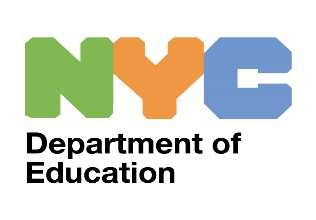 NYC
Department of
Education